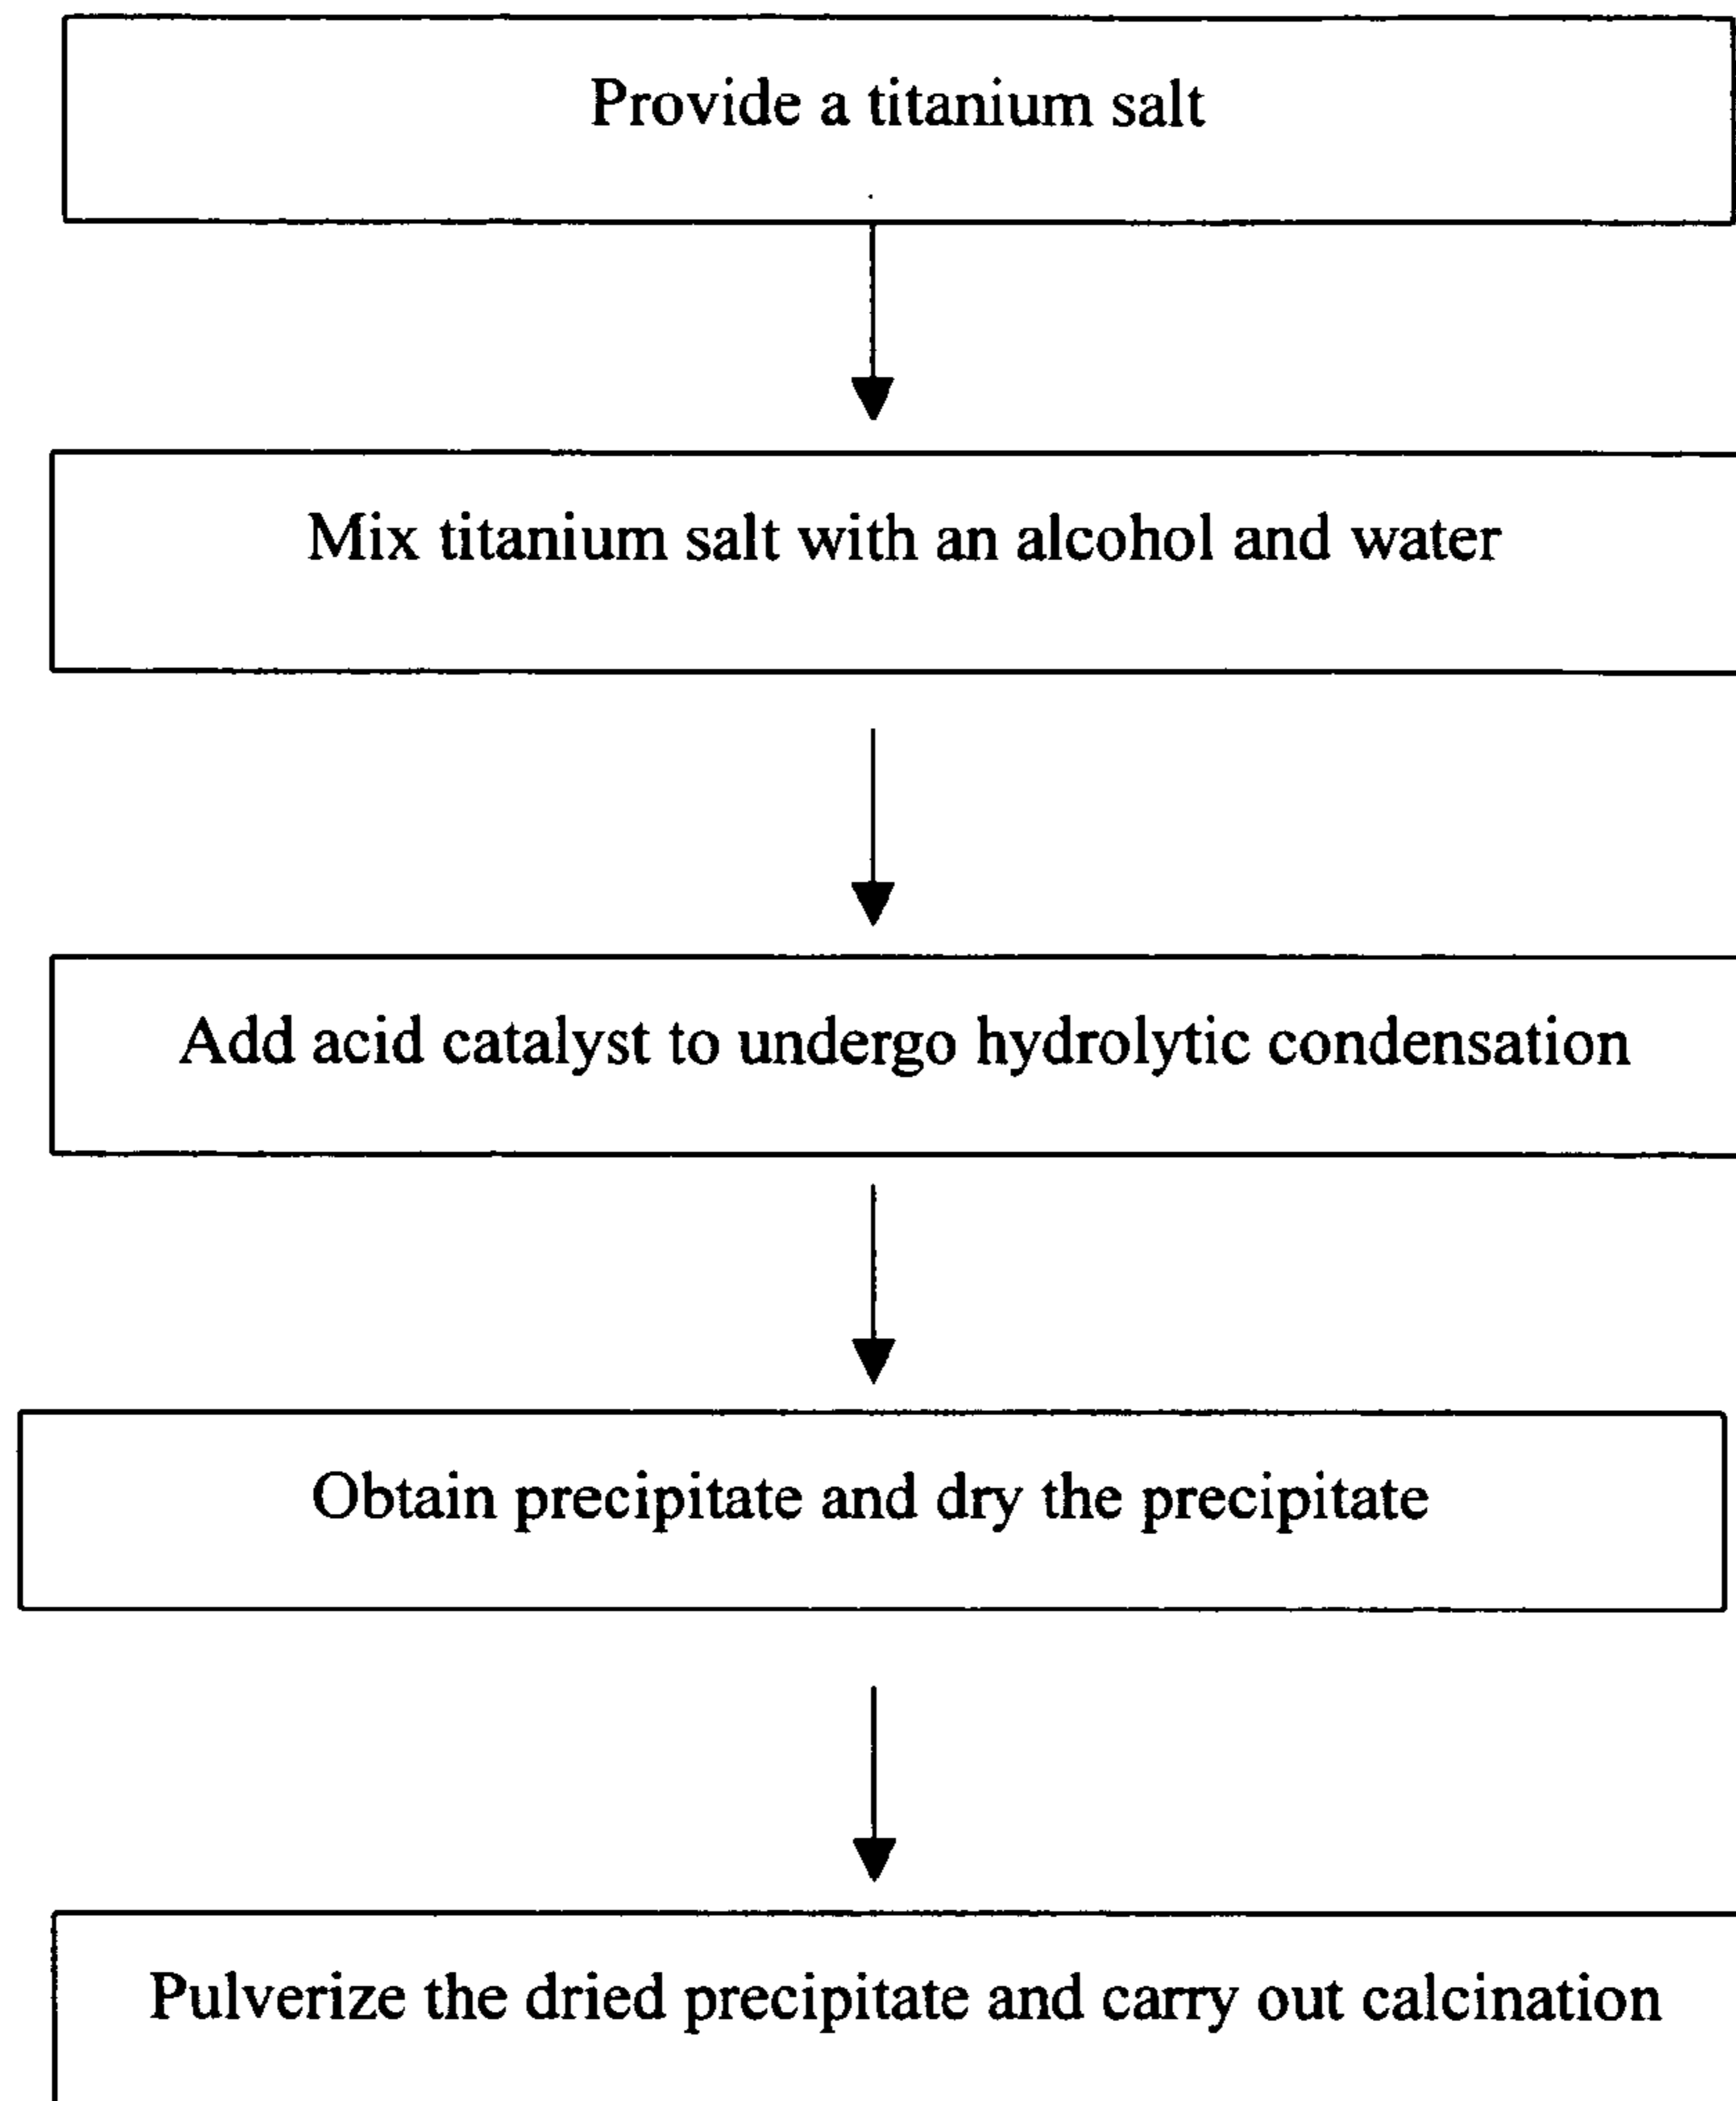 Provide a titanium salt
Mix titanium salt with an alcohol and water
Add acid catalyst to undergo hydrolytic condensation
Obtain precipitate and dry the precipitate
Pulverize the dried precipitate and carry out calcination